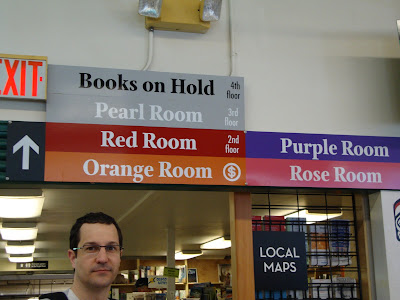 EXIT
Books on Hold 4th floor
Pearl Room 3rd floor
Red Room 2nd floor
Orange Room $
Purple Room
Rose Room
LOCAL
MAPS